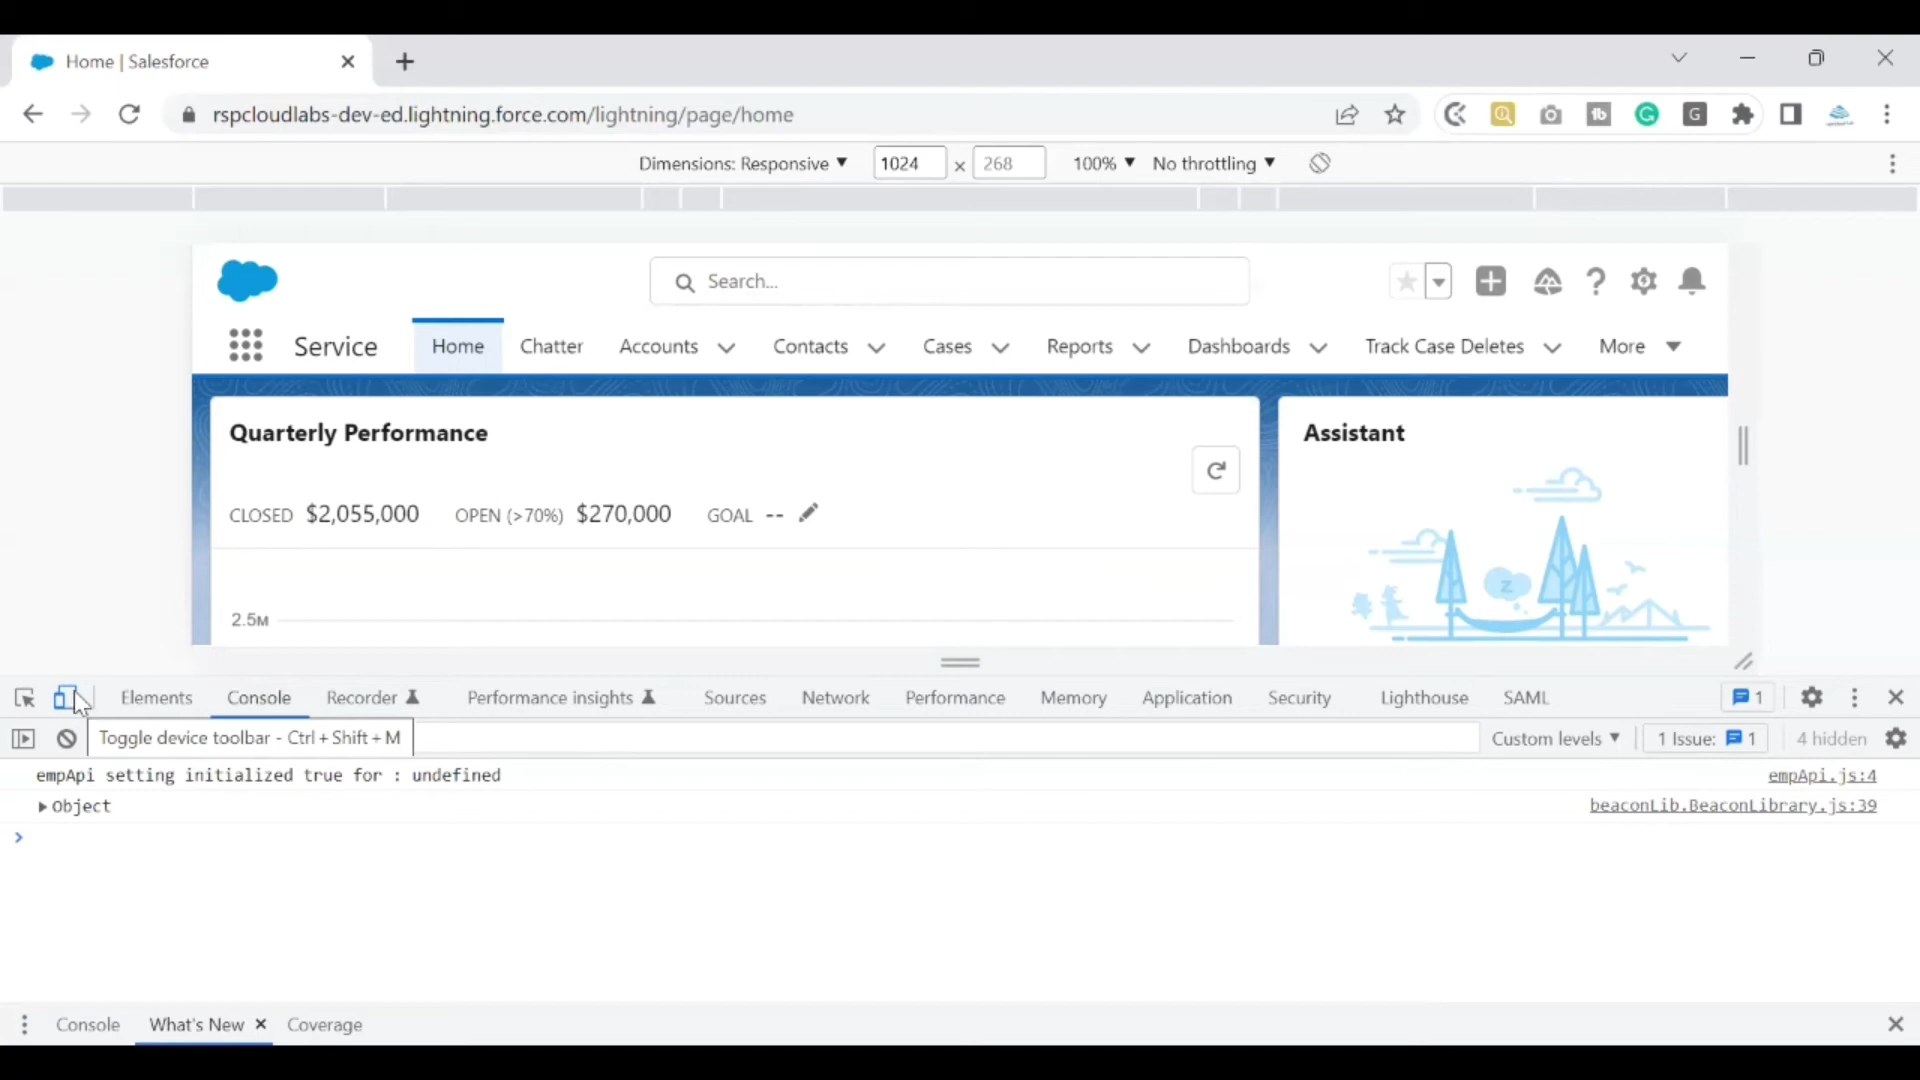 Home | Salesforce
rspcloudlabs-dev-ed.lightning.force.com/lightning/page/home
Dimensions: Responsive 1024 × 268 100% No throttling
Search...
Service Home Chatter Accounts Contacts Cases Reports Dashboards Track Case Deletes More
Quarterly Performance
Assistant
CLOSED $2,055,000 OPEN (>70%) $270,000 GOAL --
2.5M
z
Elements Console Recorder Performance insights Sources Network Performance Memory Application Security Lighthouse SAML 1
Toggle device toolbar - Ctrl + Shift + M
Custom levels 1 Issue: 1 4 hidden
empApi setting initialized true for : undefined empApi.js:4
Object beaconLib.BeaconLibrary.js:39
Console What's New Coverage